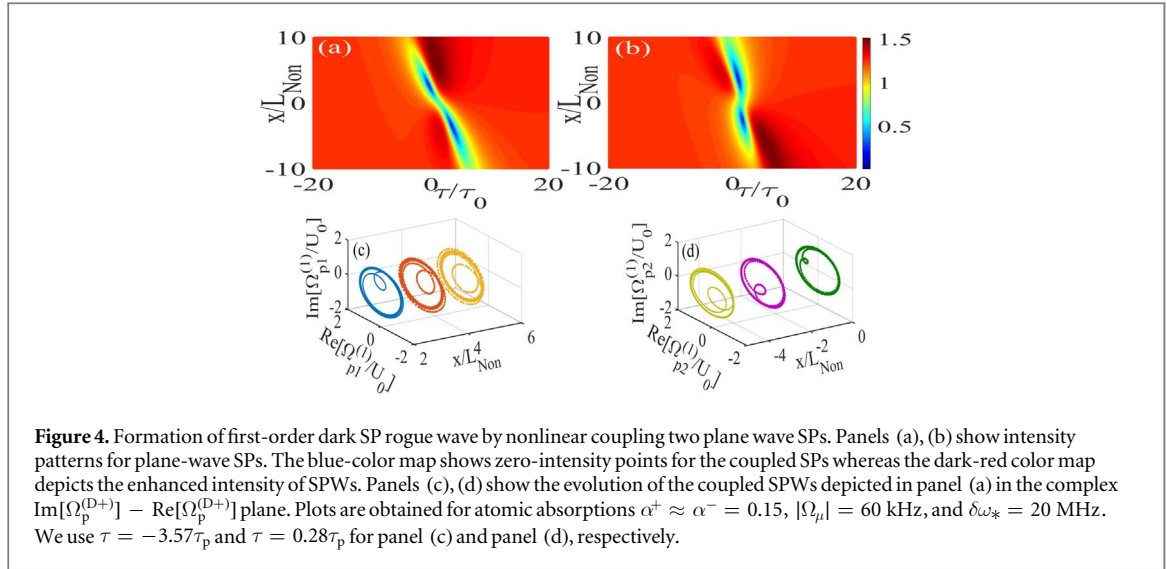 (a)
(b)
10
0
-10
x/L_Non
-20
0
20
τ/τ_0
10
0
-10
x/L_Non
-20
0
20
τ/τ_0
1.5
1
0.5
(c)
Im[Ω_p1^(1)/U_0]
2
0
-2
Re[Ω_p1^(1)/U_0]
2
0
-2
x/L_Non
2
4
6
(d)
Im[Ω_p2^(1)/U_0]
2
0
-2
Re[Ω_p2^(1)/U_0]
2
0
-2
x/L_Non
-4
-2
0
Figure 4. Formation of first-order dark SP rogue wave by nonlinear coupling two plane wave SPs. Panels (a), (b) show intensity
patterns for plane-wave SPs. The blue-color map shows zero-intensity points for the coupled SPs whereas the dark-red color map
depicts the enhanced intensity of SPWs. Panels (c), (d) show the evolution of the coupled SPWs depicted in panel (a) in the complex
Im[Ω_p^(D+)] − Re[Ω_p^(D+)] plane. Plots are obtained for atomic absorptions α^+ ≈ α^− = 0.15, |Ω_μ| = 60 kHz, and δω_* = 20 MHz.
We use τ = −3.57τ_p and τ = 0.28τ_p for panel (c) and panel (d), respectively.